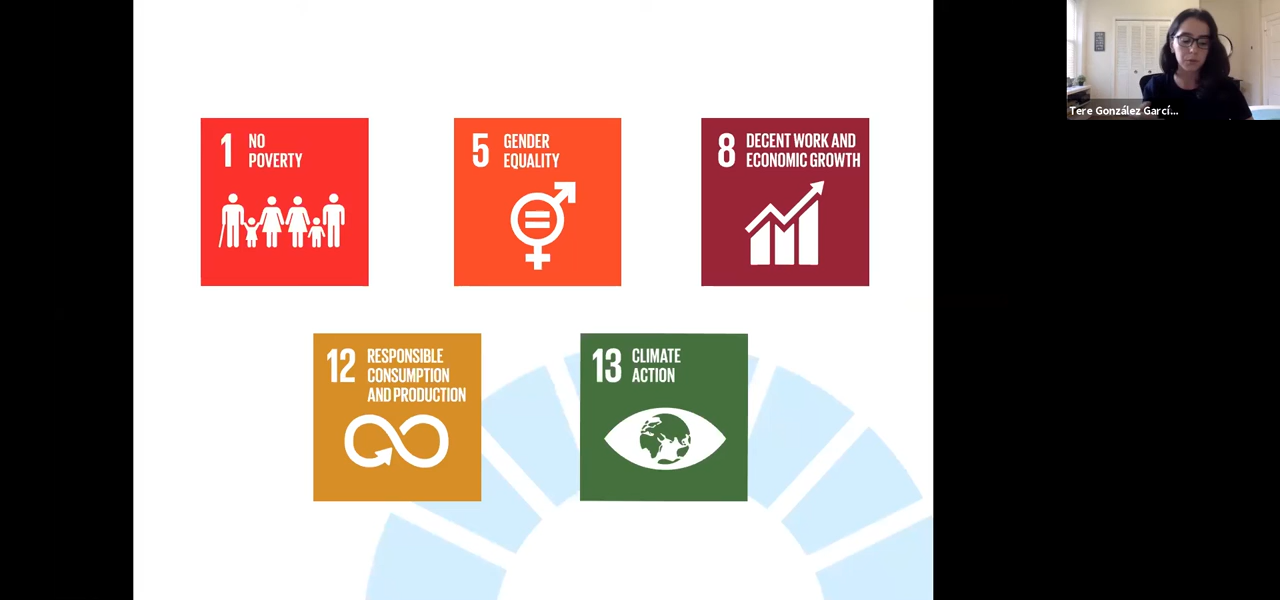 1 NO
POVERTY
5 GENDER
EQUALITY
8 DECENT WORK AND
ECONOMIC GROWTH
12 RESPONSIBLE
CONSUMPTION
AND PRODUCTION
13 CLIMATE
ACTION
Tere González Garcí...